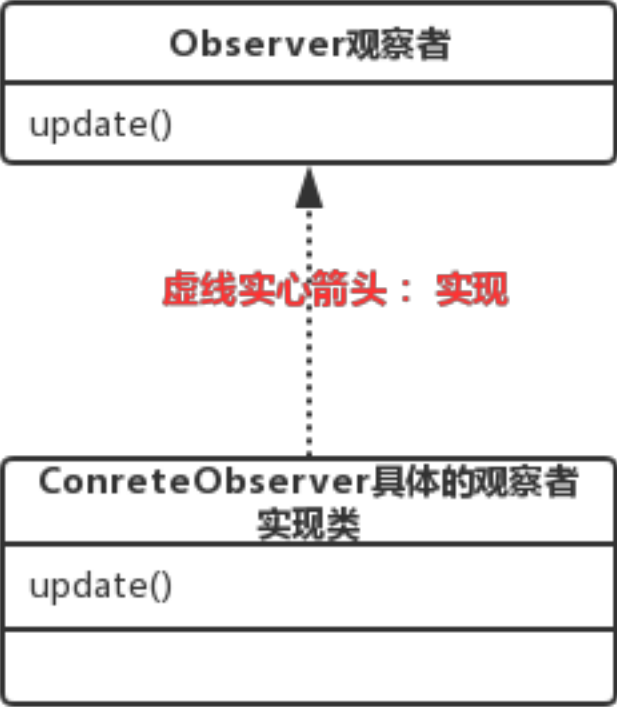 Observer观察者
update()
虚线实心箭头： 实现
ConreteObserver具体的观察者
实现类
update()